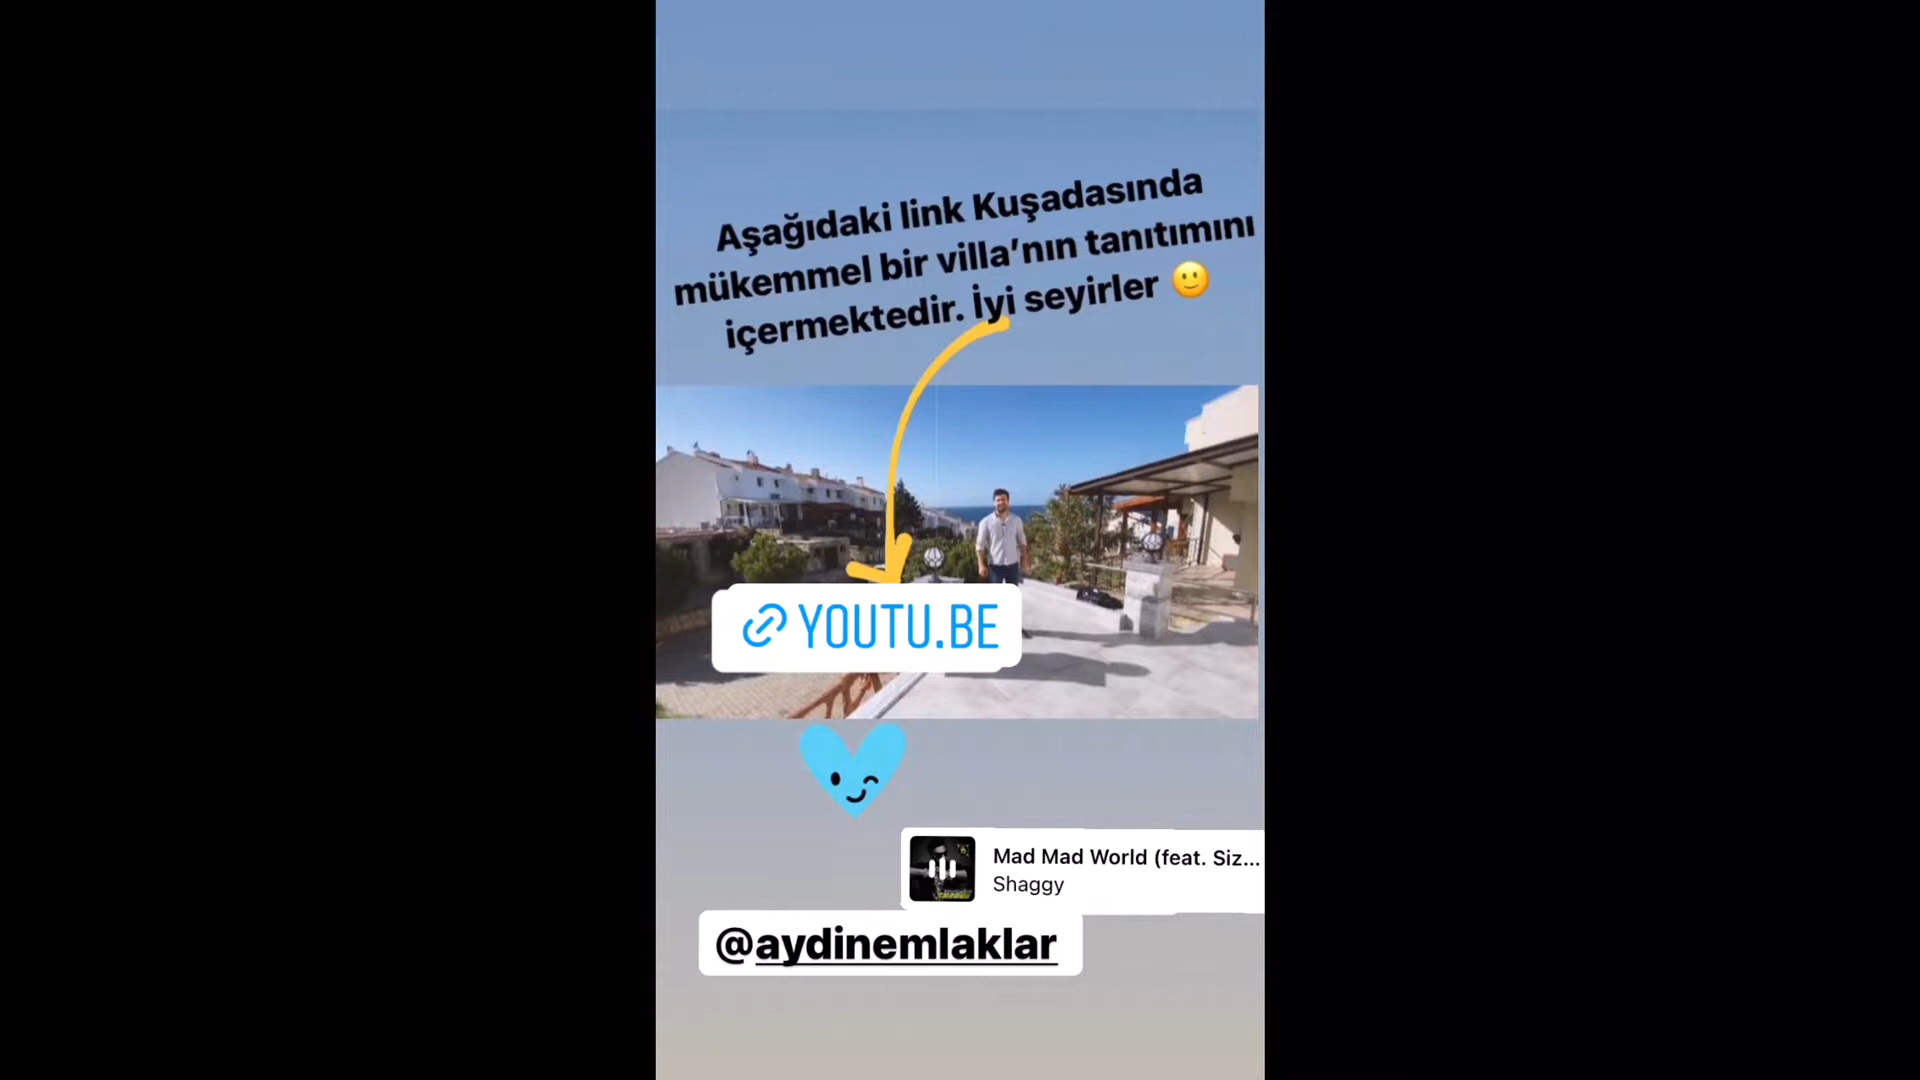 Aşağıdaki link Kuşadasında
mükemmel bir villa’nın tanıtımını
içermektedir. İyi seyirler 🙂
YOUTU.BE
Mad Mad World (feat. Siz...
Shaggy
@aydinemlaklar